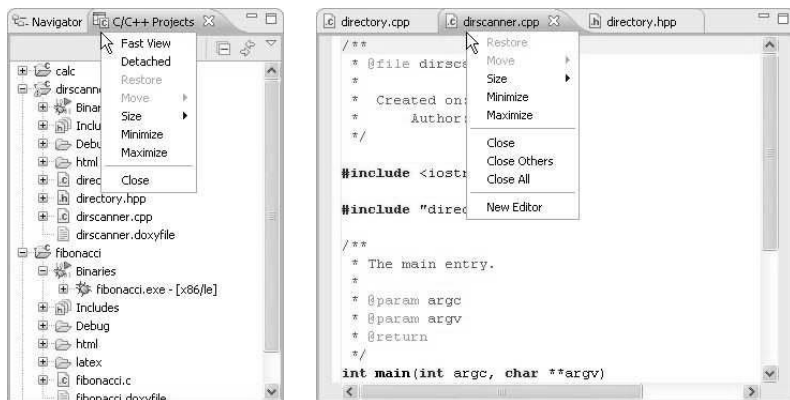 Navigator C/C++ Projects
Fast View
Detached
Restore
Move
Size
Minimize
Maximize
Close
calc
dirscanne
Binar
Inclu
Debu
html
direc
directory.hpp
dirscanner.cpp
dirscanner.doxyfile
fibonacci
Binaries
fibonacci.exe - [x86/le]
Includes
Debug
html
latex
fibonacci.c
fibonacci.doxyfile
directory.cpp dirscanner.cpp directory.hpp
Restore
Move
Size
Minimize
Maximize
Close
Close Others
Close All
New Editor
/**
* @file dirsc
*
* Created on:
* Author:
*/
#include <iostr
#include "direc
/**
* The main entry.
*
* @param argc
* @param argv
* @return
*/
int main(int argc, char **argv)